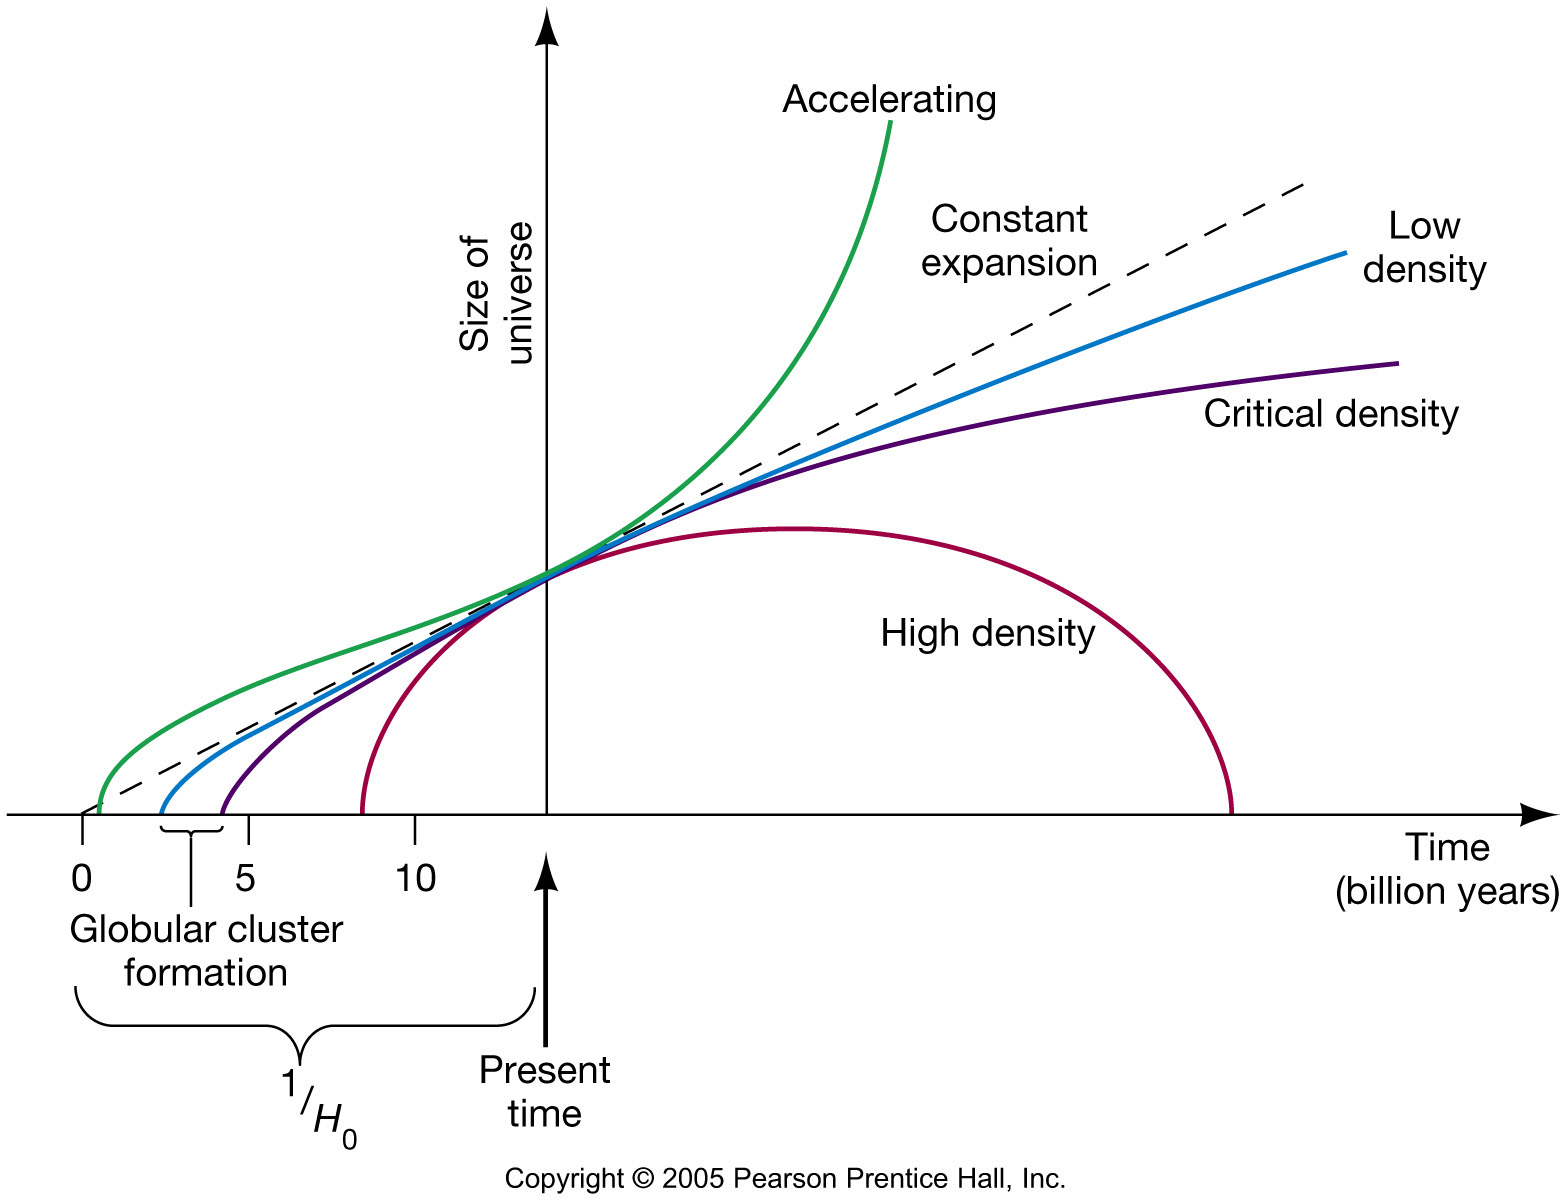 Accelerating
Constant
expansion
Low
density
Size of
universe
Critical density
High density
Time
(billion years)
0
5
10
Globular cluster
formation
1/H0
Present
time
Copyright © 2005 Pearson Prentice Hall, Inc.